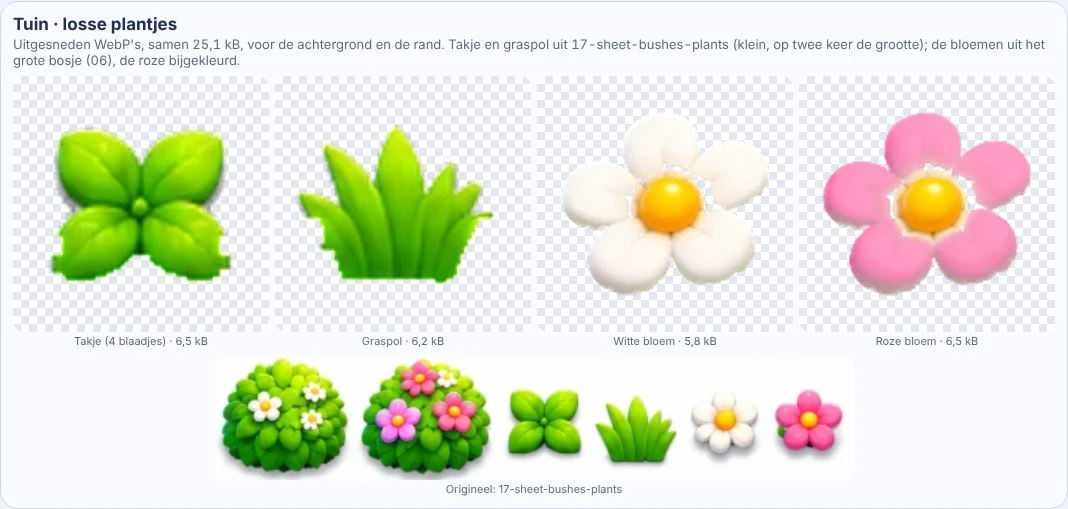 Tuin · losse plantjes
Uitgesneden WebP's, samen 25,1 kB, voor de achtergrond en de rand. Takje en graspol uit 17-sheet-bushes-plants (klein, op twee keer de grootte); de bloemen uit het
grote bosje (06), de roze bijgekleurd.
Takje (4 blaadjes) · 6,5 kB
Graspol · 6,2 kB
Witte bloem · 5,8 kB
Roze bloem · 6,5 kB
Origineel: 17-sheet-bushes-plants